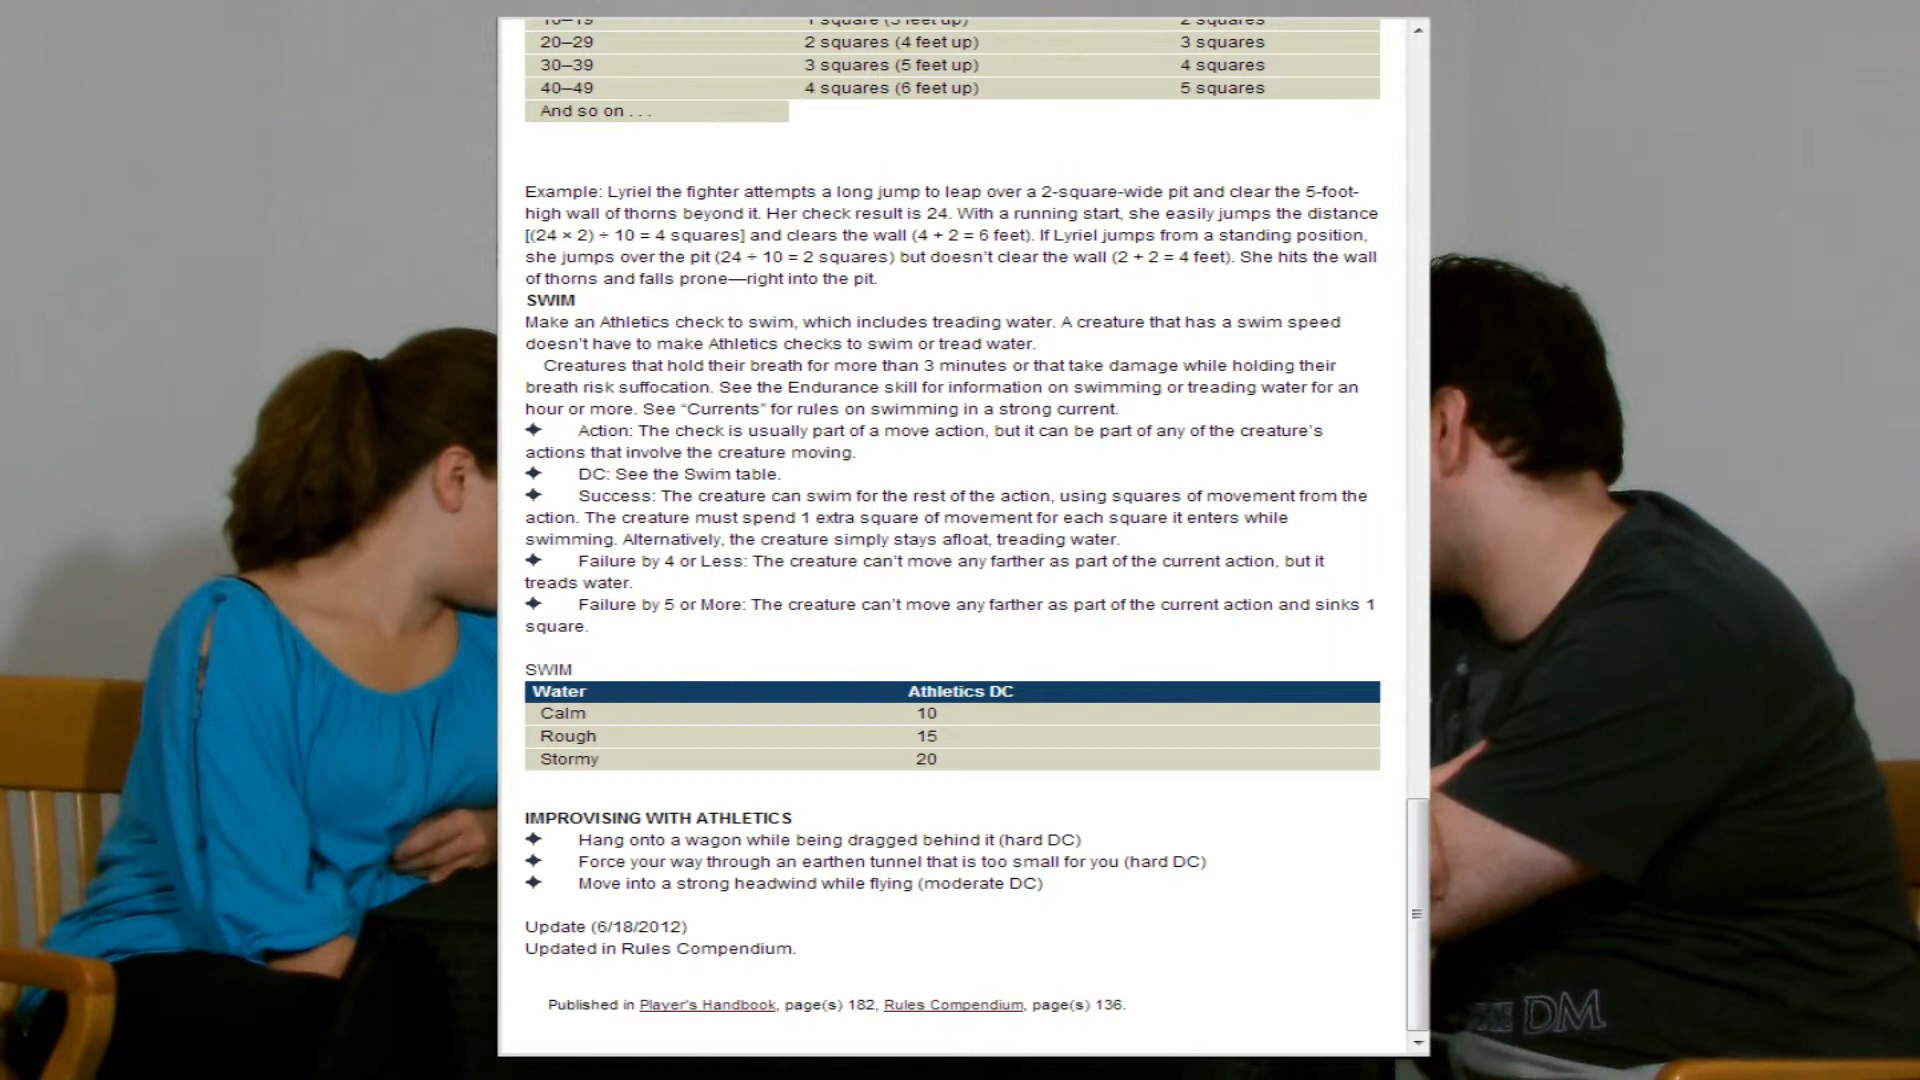 10–19 1 square (3 feet up) 2 squares
20–29 2 squares (4 feet up) 3 squares
30–39 3 squares (5 feet up) 4 squares
40–49 4 squares (6 feet up) 5 squares
And so on . . .
Example: Lyriel the fighter attempts a long jump to leap over a 2-square-wide pit and clear the 5-foot-
high wall of thorns beyond it. Her check result is 24. With a running start, she easily jumps the distance
[(24 × 2) ÷ 10 = 4 squares] and clears the wall (4 + 2 = 6 feet). If Lyriel jumps from a standing position,
she jumps over the pit (24 ÷ 10 = 2 squares) but doesn't clear the wall (2 + 2 = 4 feet). She hits the wall
of thorns and falls prone—right into the pit.
SWIM
Make an Athletics check to swim, which includes treading water. A creature that has a swim speed
doesn't have to make Athletics checks to swim or tread water.
Creatures that hold their breath for more than 3 minutes or that take damage while holding their
breath risk suffocation. See the Endurance skill for information on swimming or treading water for an
hour or more. See “Currents” for rules on swimming in a strong current.
✦ Action: The check is usually part of a move action, but it can be part of any of the creature's
actions that involve the creature moving.
✦ DC: See the Swim table.
✦ Success: The creature can swim for the rest of the action, using squares of movement from the
action. The creature must spend 1 extra square of movement for each square it enters while
swimming. Alternatively, the creature simply stays afloat, treading water.
✦ Failure by 4 or Less: The creature can't move any farther as part of the current action, but it
treads water.
✦ Failure by 5 or More: The creature can't move any farther as part of the current action and sinks 1
square.
SWIM
Water Athletics DC
Calm 10
Rough 15
Stormy 20
IMPROVISING WITH ATHLETICS
✦ Hang onto a wagon while being dragged behind it (hard DC)
✦ Force your way through an earthen tunnel that is too small for you (hard DC)
✦ Move into a strong headwind while flying (moderate DC)
Update (6/18/2012)
Updated in Rules Compendium.
Published in Player's Handbook, page(s) 182, Rules Compendium, page(s) 136.
DM